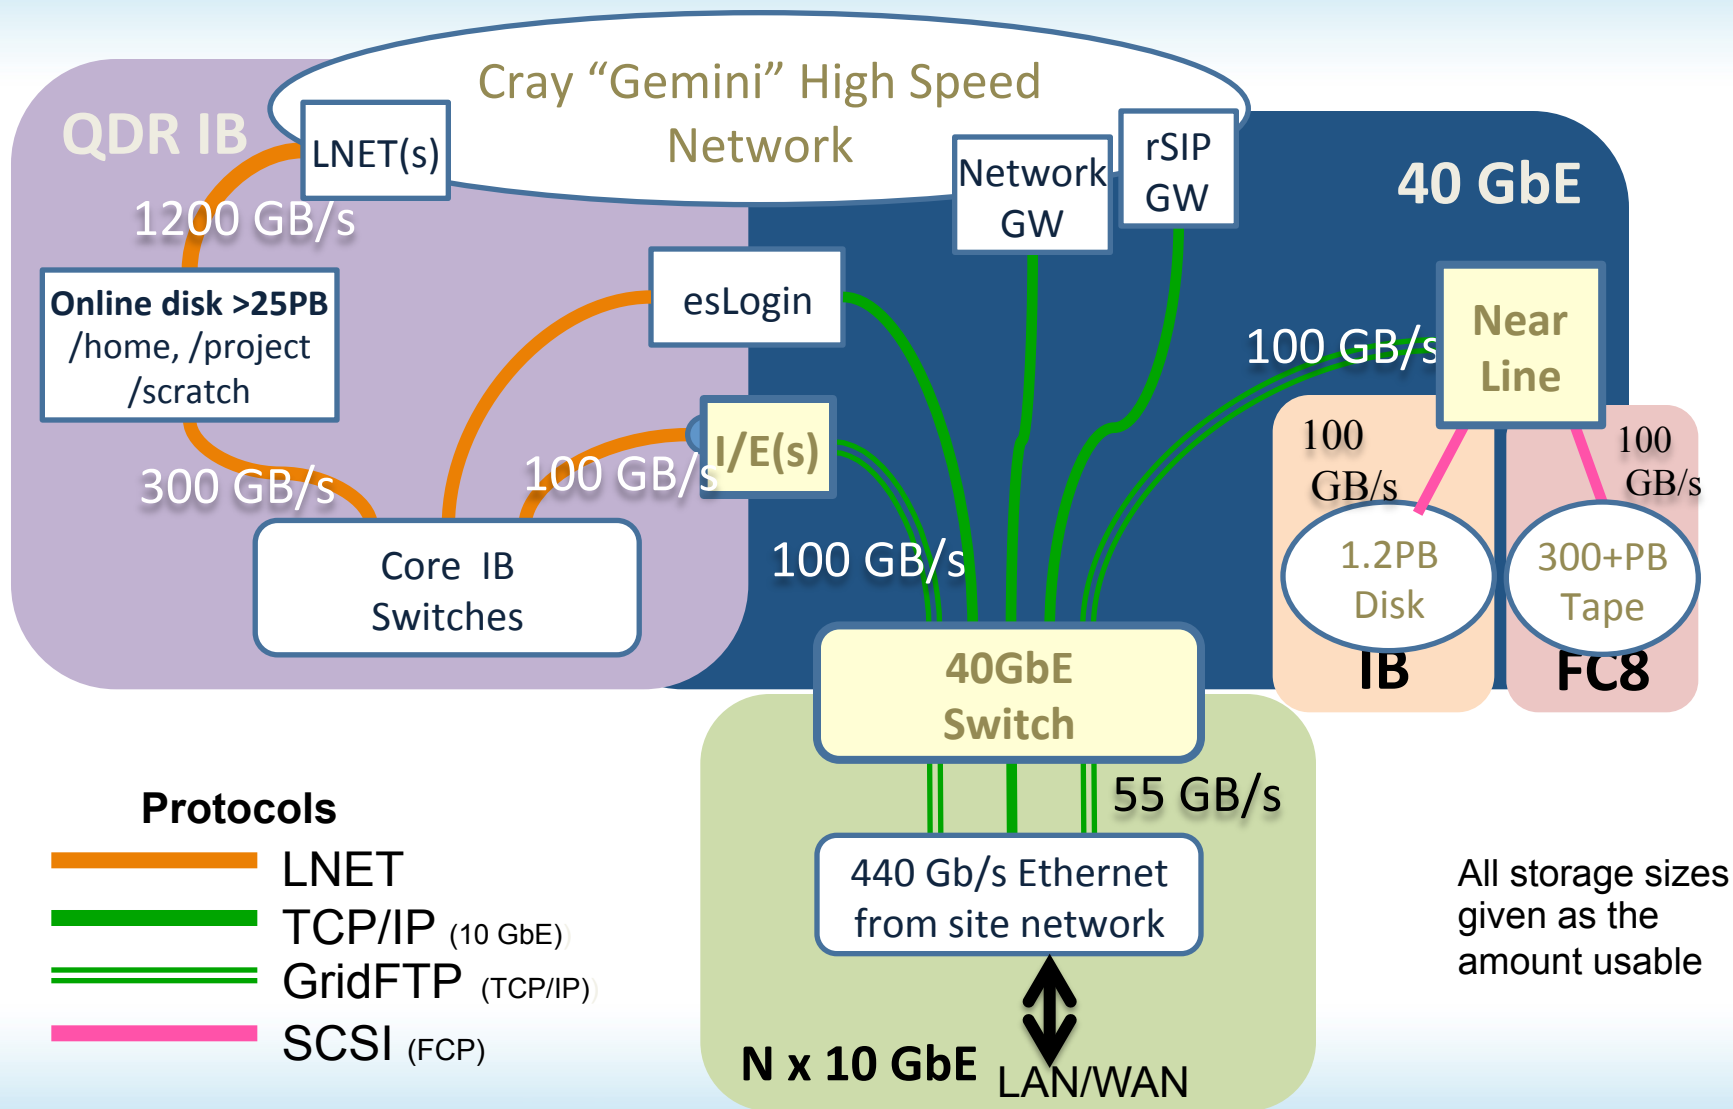 Cray “Gemini” High Speed
Network
QDR IB
LNET(s)
Network
GW
rSIP
GW
40 GbE
1200 GB/s
Online disk >25PB
/home, /project
/scratch
esLogin
Near
Line
100 GB/s
300 GB/s
100 GB/s
I/E(s)
100
GB/s
100
GB/s
Core IB
Switches
100 GB/s
1.2PB
Disk
300+PB
Tape
IB
FC8
40GbE
Switch
55 GB/s
440 Gb/s Ethernet
from site network
N x 10 GbE
LAN/WAN
Protocols
LNET
TCP/IP (10 GbE)
GridFTP (TCP/IP)
SCSI (FCP)
All storage sizes
given as the
amount usable